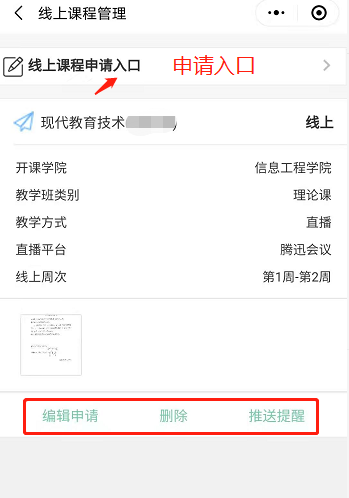 线上课程管理
线上课程申请入口 申请入口
现代教育技术 线上
开课学院 信息工程学院
教学班类别 理论课
教学方式 直播
直播平台 腾讯会议
线上周次 第1周-第2周
编辑申请 删除 推送提醒